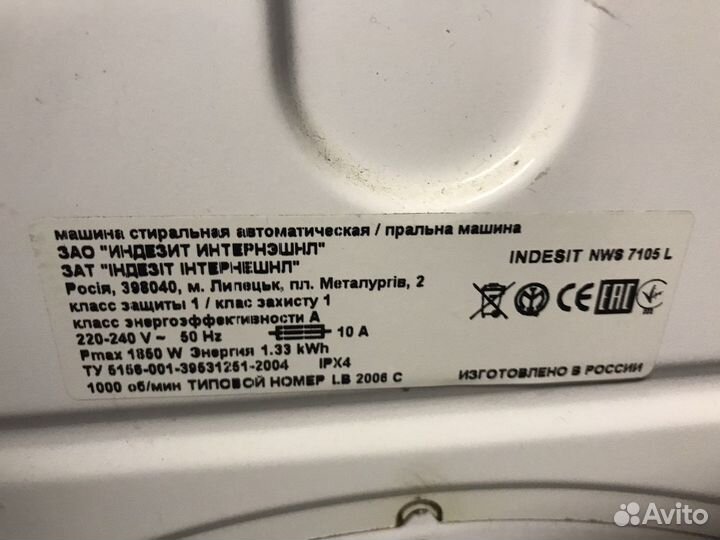 машина стиральная автоматическая / пральна машина
ЗАО "ИНДЕЗИТ ИНТЕРНЭШНЛ"
ЗАТ "ІНДЕЗІТ ІНТЕРНЕШНЛ"
INDESIT NWS 7105 L
Росія, 398040, м. Липецьк, пл. Металургів, 2
класс защиты 1 / клас захисту 1
класс энергоэффективности А
220-240 V ~ 50 Hz 10 A
Pmax 1850 W Энергия 1.33 kWh
ТУ 5156-001-39531251-2004 IPX4
1000 об/мин ТИПОВОЙ НОМЕР LB 2006 C
CE EAC
ИЗГОТОВЛЕНО В РОССИИ
Avito